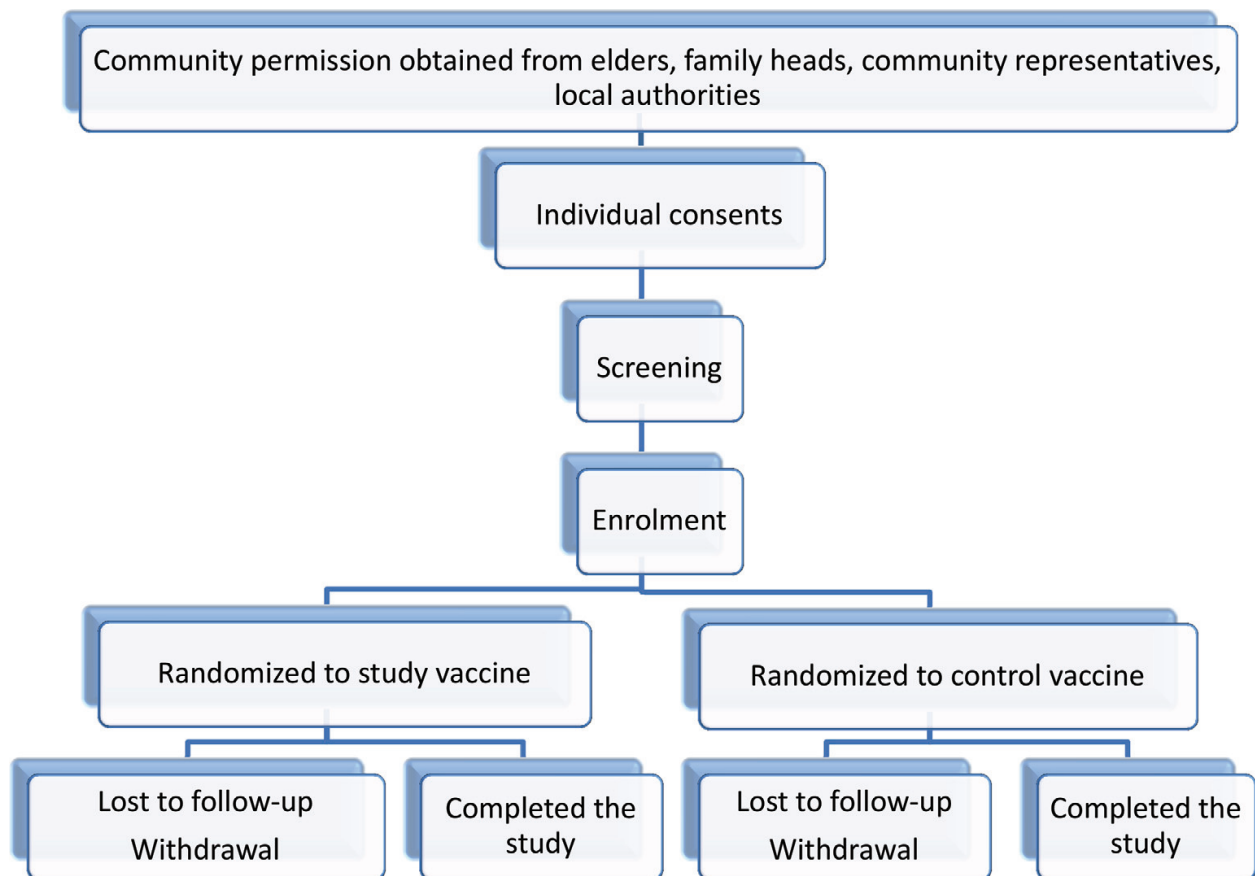 Community permission obtained from elders, family heads, community representatives,
local authorities
Individual consents
Screening
Enrolment
Randomized to study vaccine
Randomized to control vaccine
Lost to follow-up
Withdrawal
Completed the
study
Lost to follow-up
Withdrawal
Completed the
study